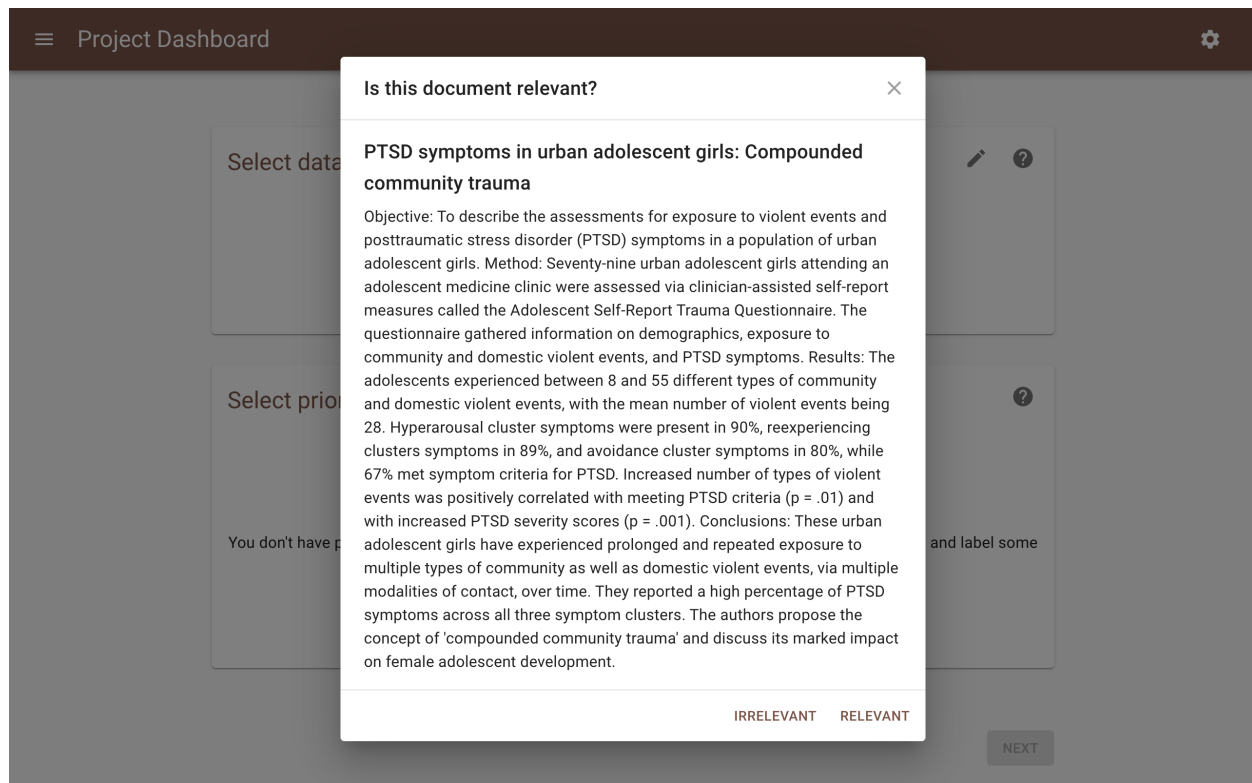 Project Dashboard
Is this document relevant?
Select data
PTSD symptoms in urban adolescent girls: Compounded
community trauma
Objective: To describe the assessments for exposure to violent events and
posttraumatic stress disorder (PTSD) symptoms in a population of urban
adolescent girls. Method: Seventy-nine urban adolescent girls attending an
adolescent medicine clinic were assessed via clinician-assisted self-report
measures called the Adolescent Self-Report Trauma Questionnaire. The
questionnaire gathered information on demographics, exposure to
community and domestic violent events, and PTSD symptoms. Results: The
adolescents experienced between 8 and 55 different types of community
and domestic violent events, with the mean number of violent events being
28. Hyperarousal cluster symptoms were present in 90%, reexperiencing
clusters symptoms in 89%, and avoidance cluster symptoms in 80%, while
67% met symptom criteria for PTSD. Increased number of types of violent
events was positively correlated with meeting PTSD criteria (p = .01) and
with increased PTSD severity scores (p = .001). Conclusions: These urban
adolescent girls have experienced prolonged and repeated exposure to
multiple types of community as well as domestic violent events, via multiple
modalities of contact, over time. They reported a high percentage of PTSD
symptoms across all three symptom clusters. The authors propose the
concept of 'compounded community trauma' and discuss its marked impact
on female adolescent development.
IRRELEVANT RELEVANT
Select prior
You don't have p
and label some
NEXT